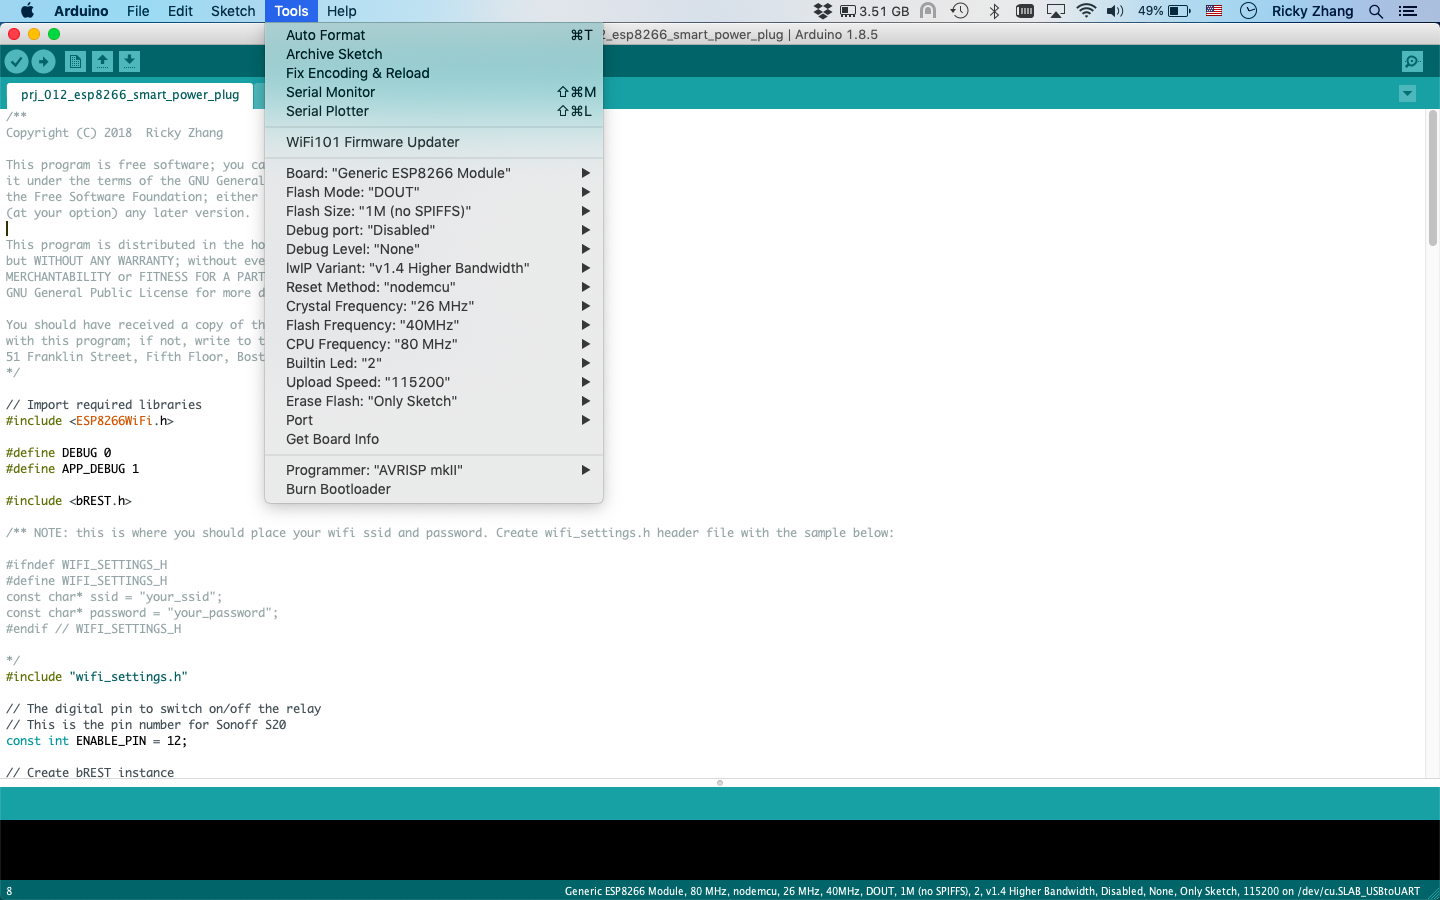 Arduino File Edit Sketch Tools Help 3.51 GB 49% Ricky Zhang
_esp8266_smart_power_plug | Arduino 1.8.5
prj_012_esp8266_smart_power_plug
Auto Format ⌘T
Archive Sketch
Fix Encoding & Reload
Serial Monitor ⇧⌘M
Serial Plotter ⇧⌘L
WiFi101 Firmware Updater
Board: "Generic ESP8266 Module"
Flash Mode: "DOUT"
Flash Size: "1M (no SPIFFS)"
Debug port: "Disabled"
Debug Level: "None"
lwIP Variant: "v1.4 Higher Bandwidth"
Reset Method: "nodemcu"
Crystal Frequency: "26 MHz"
Flash Frequency: "40MHz"
CPU Frequency: "80 MHz"
Builtin Led: "2"
Upload Speed: "115200"
Erase Flash: "Only Sketch"
Port
Get Board Info
Programmer: "AVRISP mkII"
Burn Bootloader
/**
Copyright (C) 2018  Ricky Zhang
This program is free software; you ca
it under the terms of the GNU General
the Free Software Foundation; either
(at your option) any later version.
This program is distributed in the ho
but WITHOUT ANY WARRANTY; without eve
MERCHANTABILITY or FITNESS FOR A PART
GNU General Public License for more d
You should have received a copy of th
with this program; if not, write to t
51 Franklin Street, Fifth Floor, Bost
*/
// Import required libraries
#include <ESP8266WiFi.h>
#define DEBUG 0
#define APP_DEBUG 1
#include <bREST.h>
/** NOTE: this is where you should place your wifi ssid and password. Create wifi_settings.h header file with the sample below:
#ifndef WIFI_SETTINGS_H
#define WIFI_SETTINGS_H
const char* ssid = "your_ssid";
const char* password = "your_password";
#endif // WIFI_SETTINGS_H
*/
#include "wifi_settings.h"
// The digital pin to switch on/off the relay
// This is the pin number for Sonoff S20
const int ENABLE_PIN = 12;
// Create bREST instance
8 Generic ESP8266 Module, 80 MHz, nodemcu, 26 MHz, 40MHz, DOUT, 1M (no SPIFFS), 2, v1.4 Higher Bandwidth, Disabled, None, Only Sketch, 115200 on /dev/cu.SLAB_USBtoUART